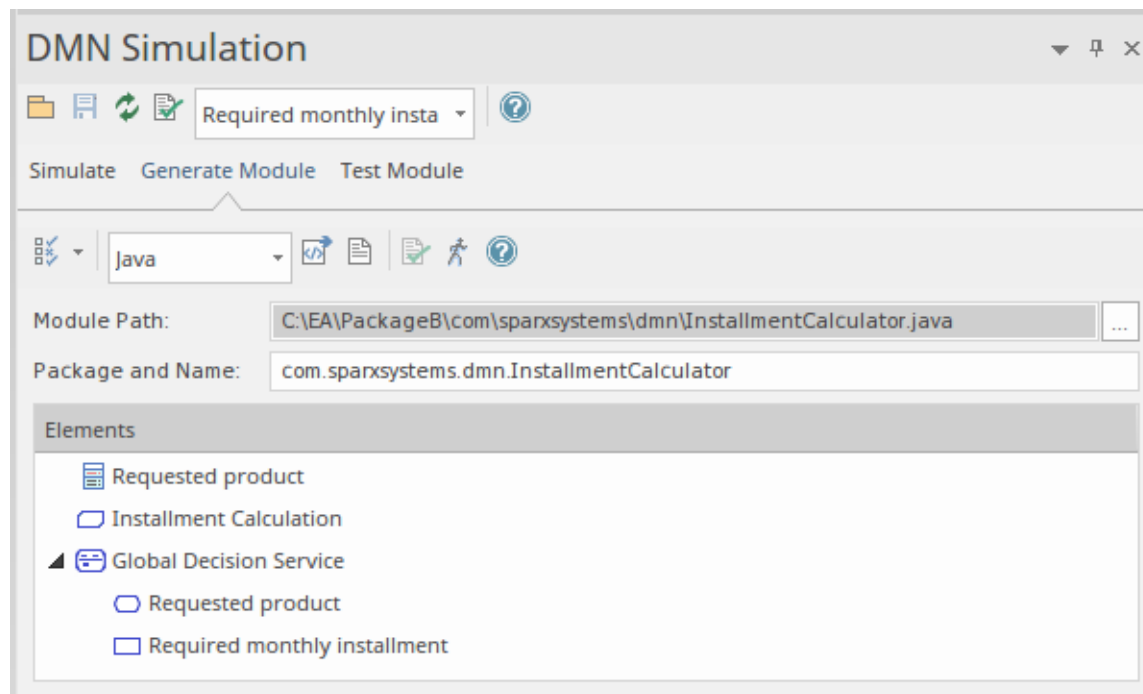 DMN Simulation
Required monthly insta
Simulate Generate Module Test Module
Java
Module Path: C:\EA\PackageB\com\sparxsystems\dmn\InstallmentCalculator.java ...
Package and Name: com.sparxsystems.dmn.InstallmentCalculator
Elements
Requested product
Installment Calculation
Global Decision Service
Requested product
Required monthly installment